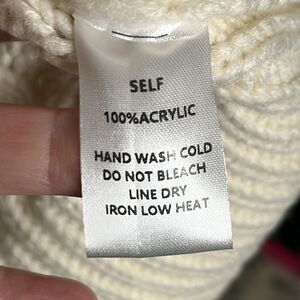 SELF
100%ACRYLIC
HAND WASH COLD
DO NOT BLEACH
LINE DRY
IRON LOW HEAT